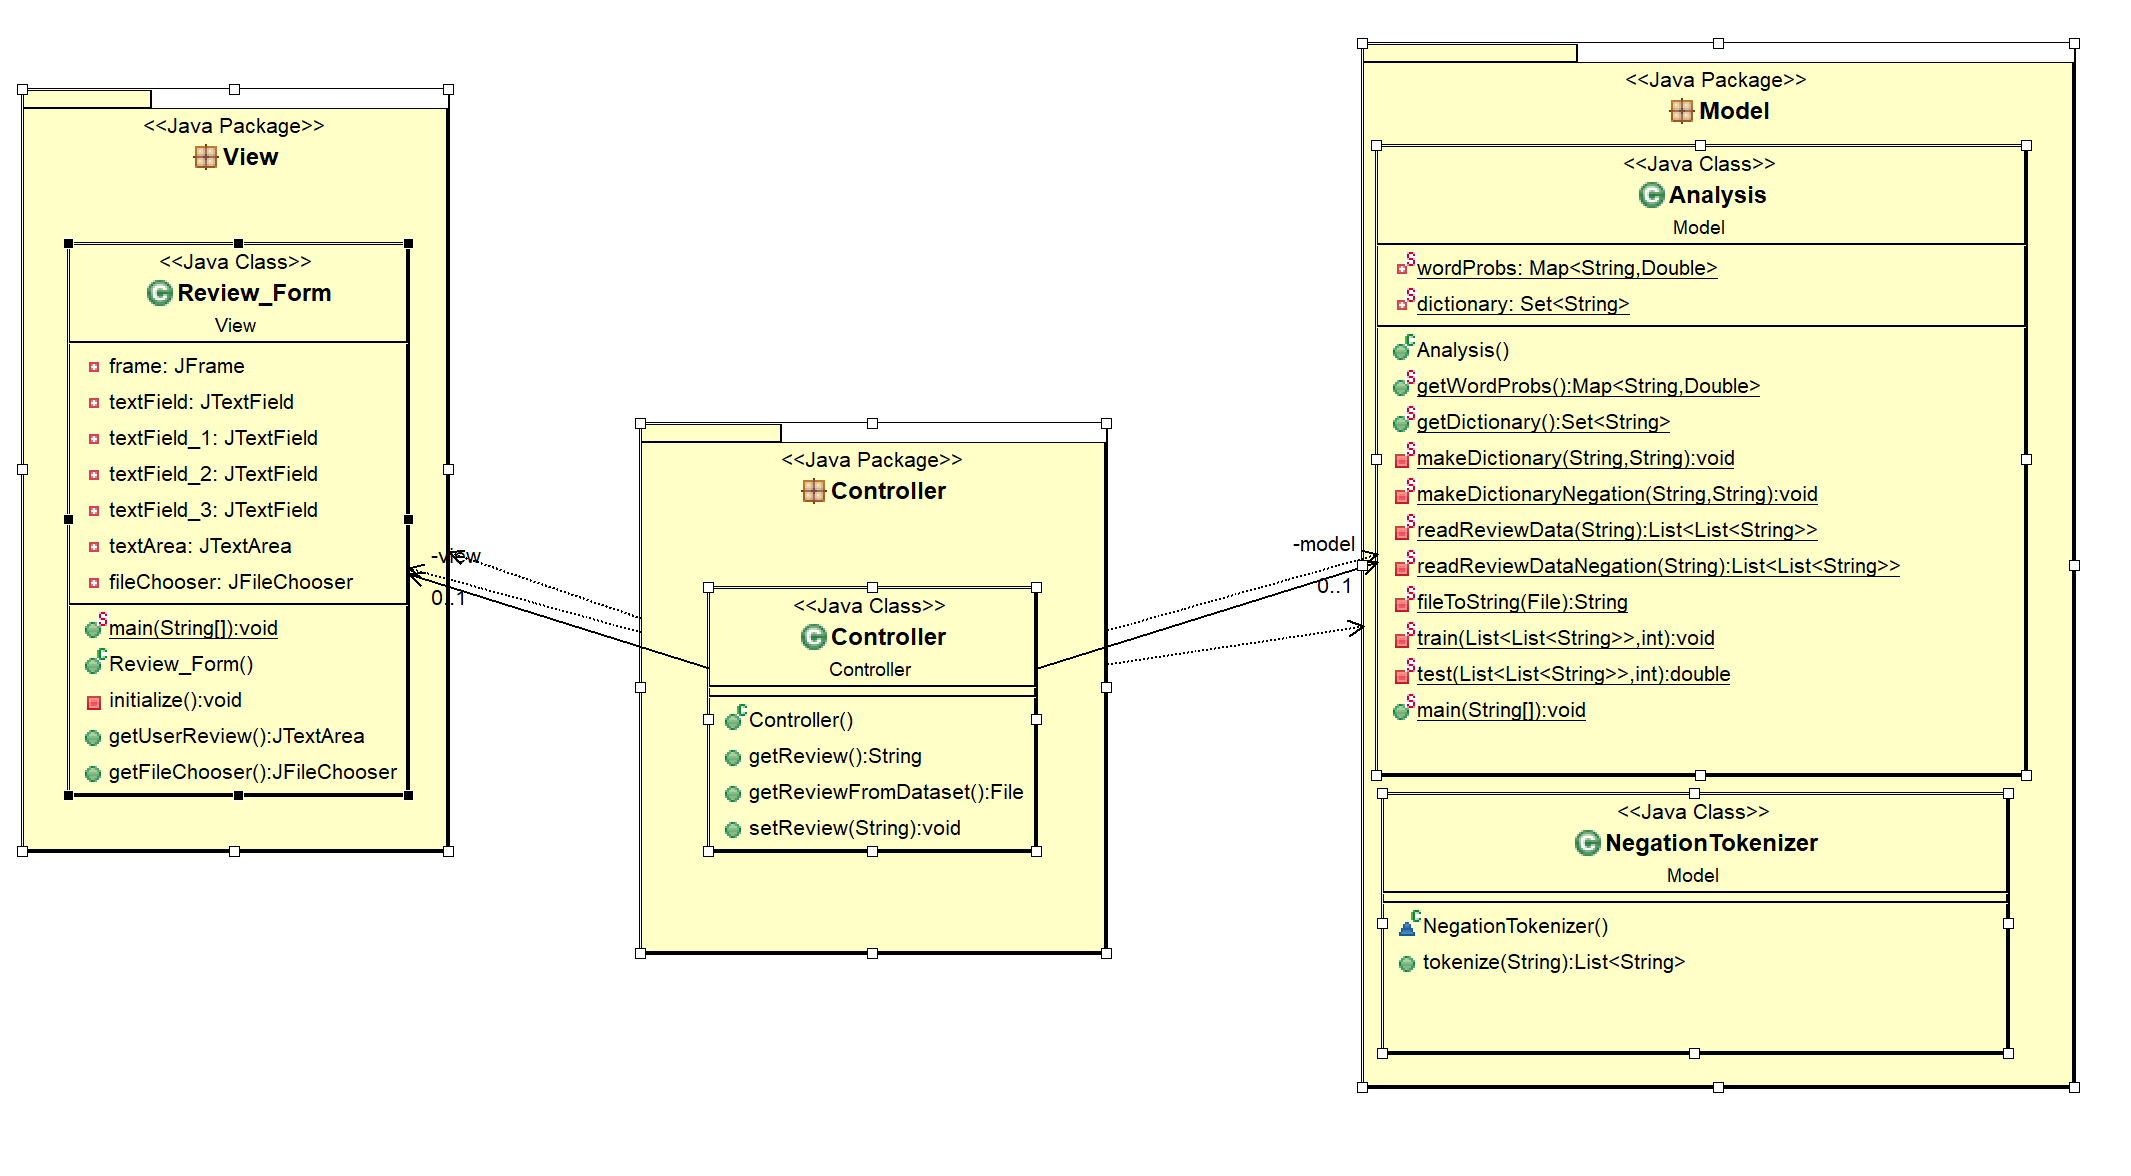 <<Java Package>>
View
<<Java Class>>
Review_Form
View
frame: JFrame
textField: JTextField
textField_1: JTextField
textField_2: JTextField
textField_3: JTextField
textArea: JTextArea
fileChooser: JFileChooser
main(String[]):void
Review_Form()
initialize():void
getUserReview():JTextArea
getFileChooser():JFileChooser
-view
0..1
<<Java Package>>
Controller
<<Java Class>>
Controller
Controller
Controller()
getReview():String
getReviewFromDataset():File
setReview(String):void
-model
0..1
<<Java Package>>
Model
<<Java Class>>
Analysis
Model
wordProbs: Map<String,Double>
dictionary: Set<String>
Analysis()
getWordProbs():Map<String,Double>
getDictionary():Set<String>
makeDictionary(String,String):void
makeDictionaryNegation(String,String):void
readReviewData(String):List<List<String>>
readReviewDataNegation(String):List<List<String>>
fileToString(File):String
train(List<List<String>>,int):void
test(List<List<String>>,int):double
main(String[]):void
<<Java Class>>
NegationTokenizer
Model
NegationTokenizer()
tokenize(String):List<String>